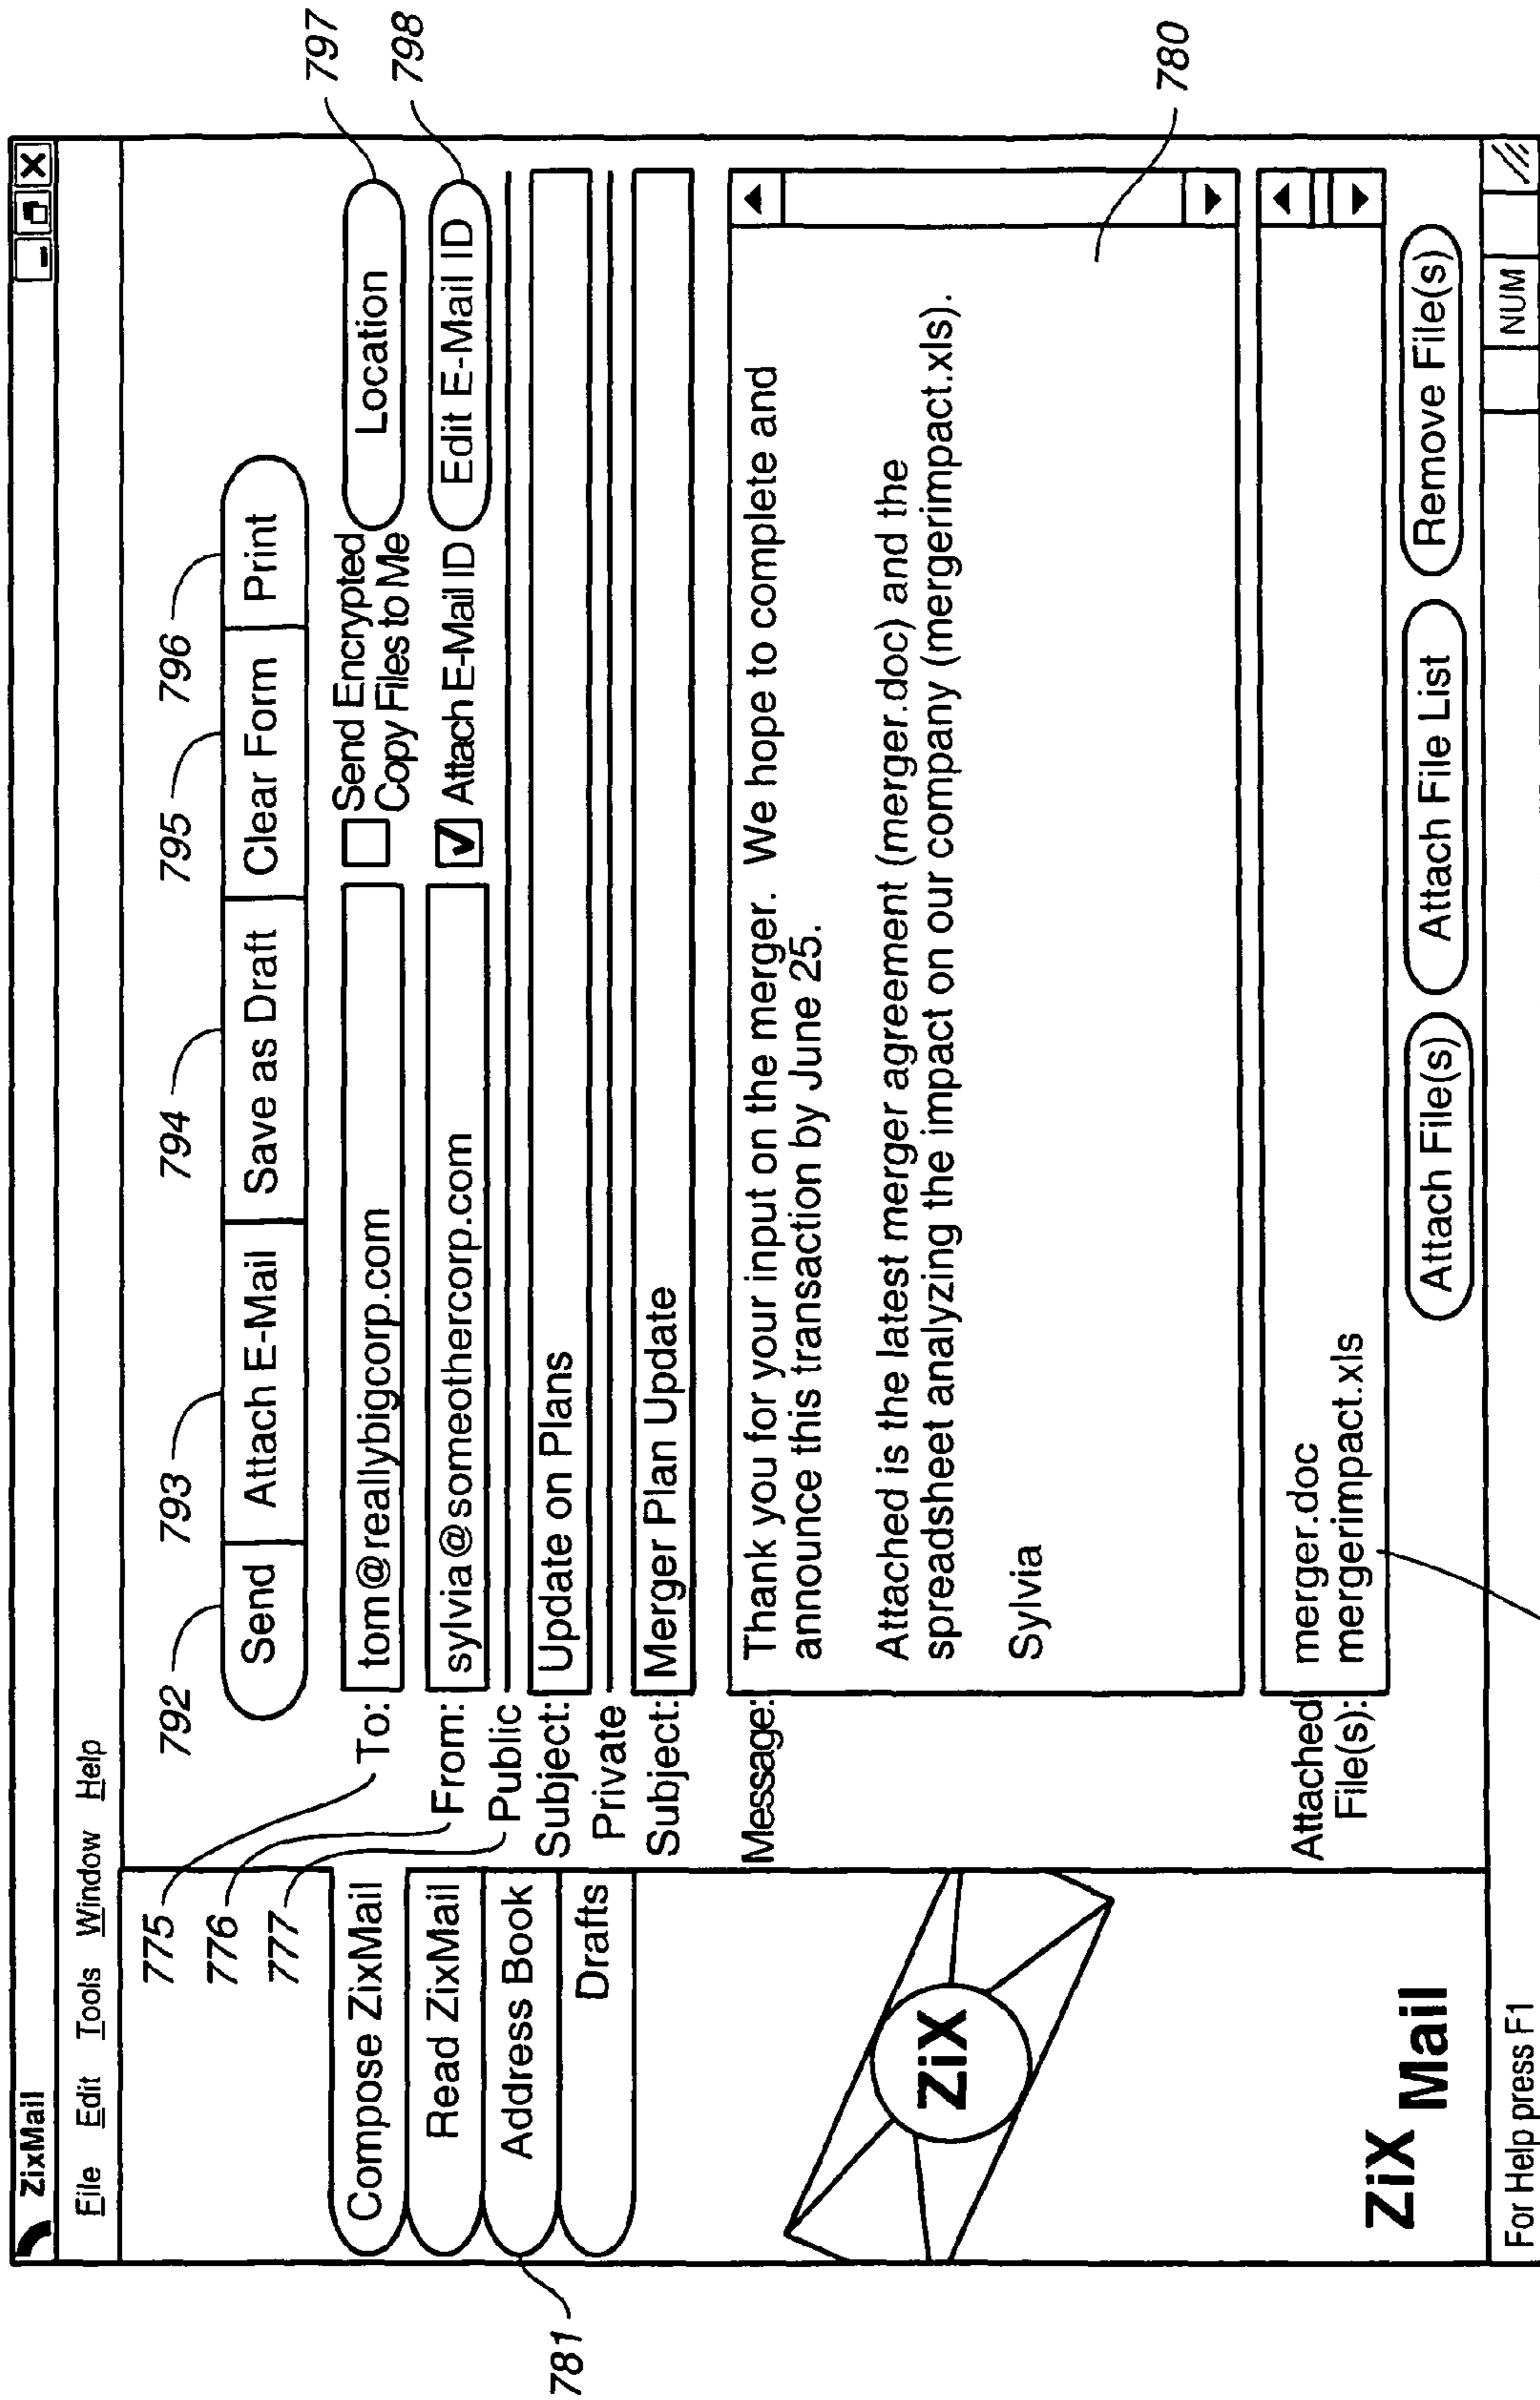 ZixMail
File Edit Tools Window Help
792 793 794 795 796
Send Attach E-Mail Save as Draft Clear Form Print
775
776
777
To: tom@reallybigcorp.com Send Encrypted
Copy Files to Me
Location 797
From: sylvia@someothercorp.com Attach E-Mail ID Edit E-Mail ID 798
Public
Subject: Update on Plans
Private
Subject: Merger Plan Update
Compose ZixMail
Read ZixMail
Address Book
Drafts
781
Message: Thank you for your input on the merger. We hope to complete and
announce this transaction by June 25.
Attached is the latest merger agreement (merger.doc) and the
spreadsheet analyzing the impact on our company (mergerimpact.xls).
Sylvia
780
ZiX
Attached
File(s):
merger.doc
mergerimpact.xls
ZiX
Mail
Attach File(s) Attach File List Remove File(s)
For Help press F1 NUM